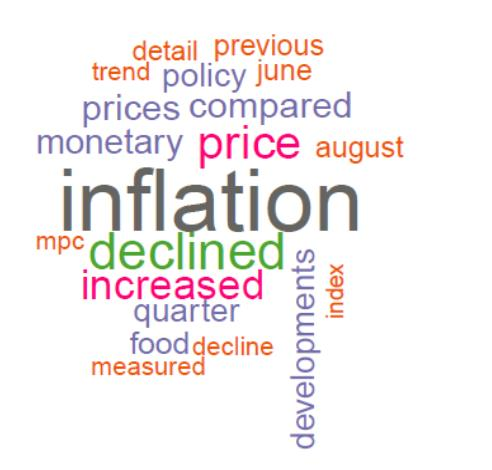 detail previous
trend policy june
prices compared
monetary price august
inflation
mpc declined
increased
quarter
food decline
measured
developments
index